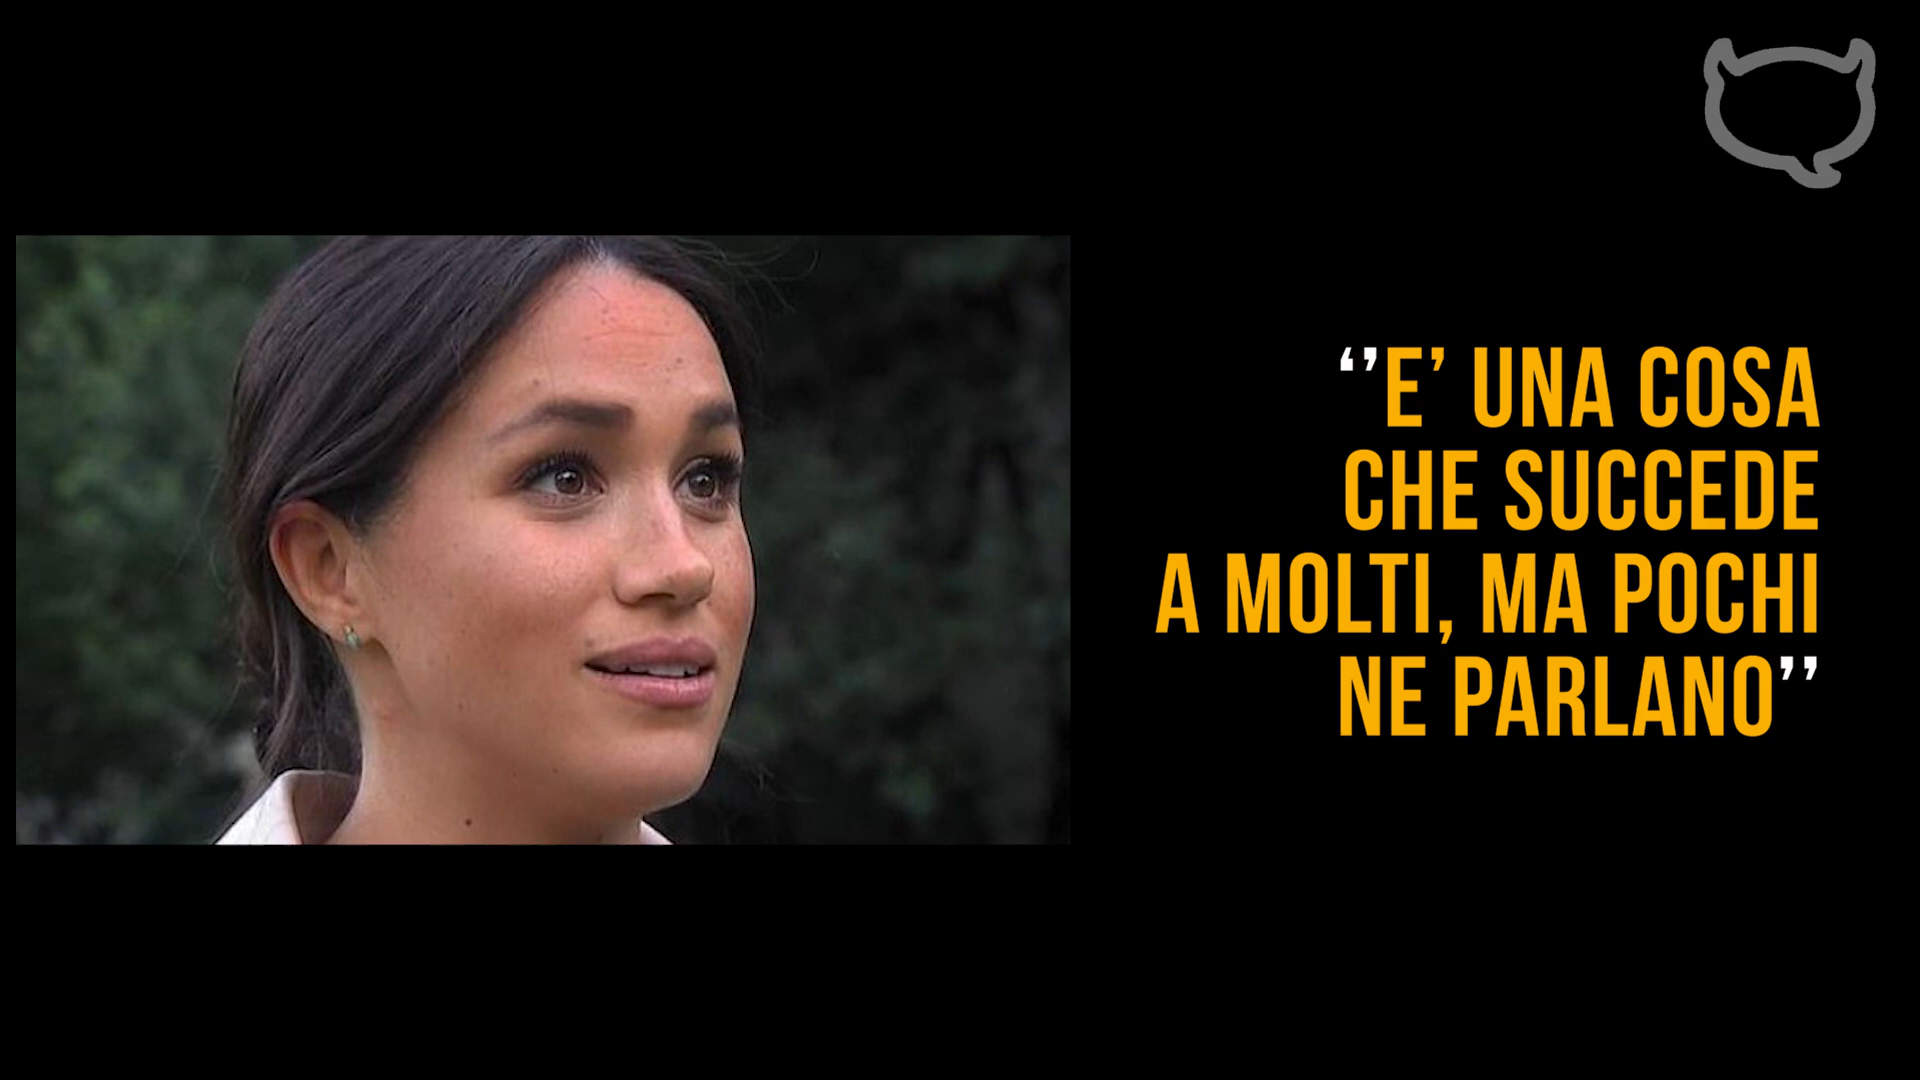 ‘’E’ UNA COSA
CHE SUCCEDE
A MOLTI, MA POCHI
NE PARLANO’’